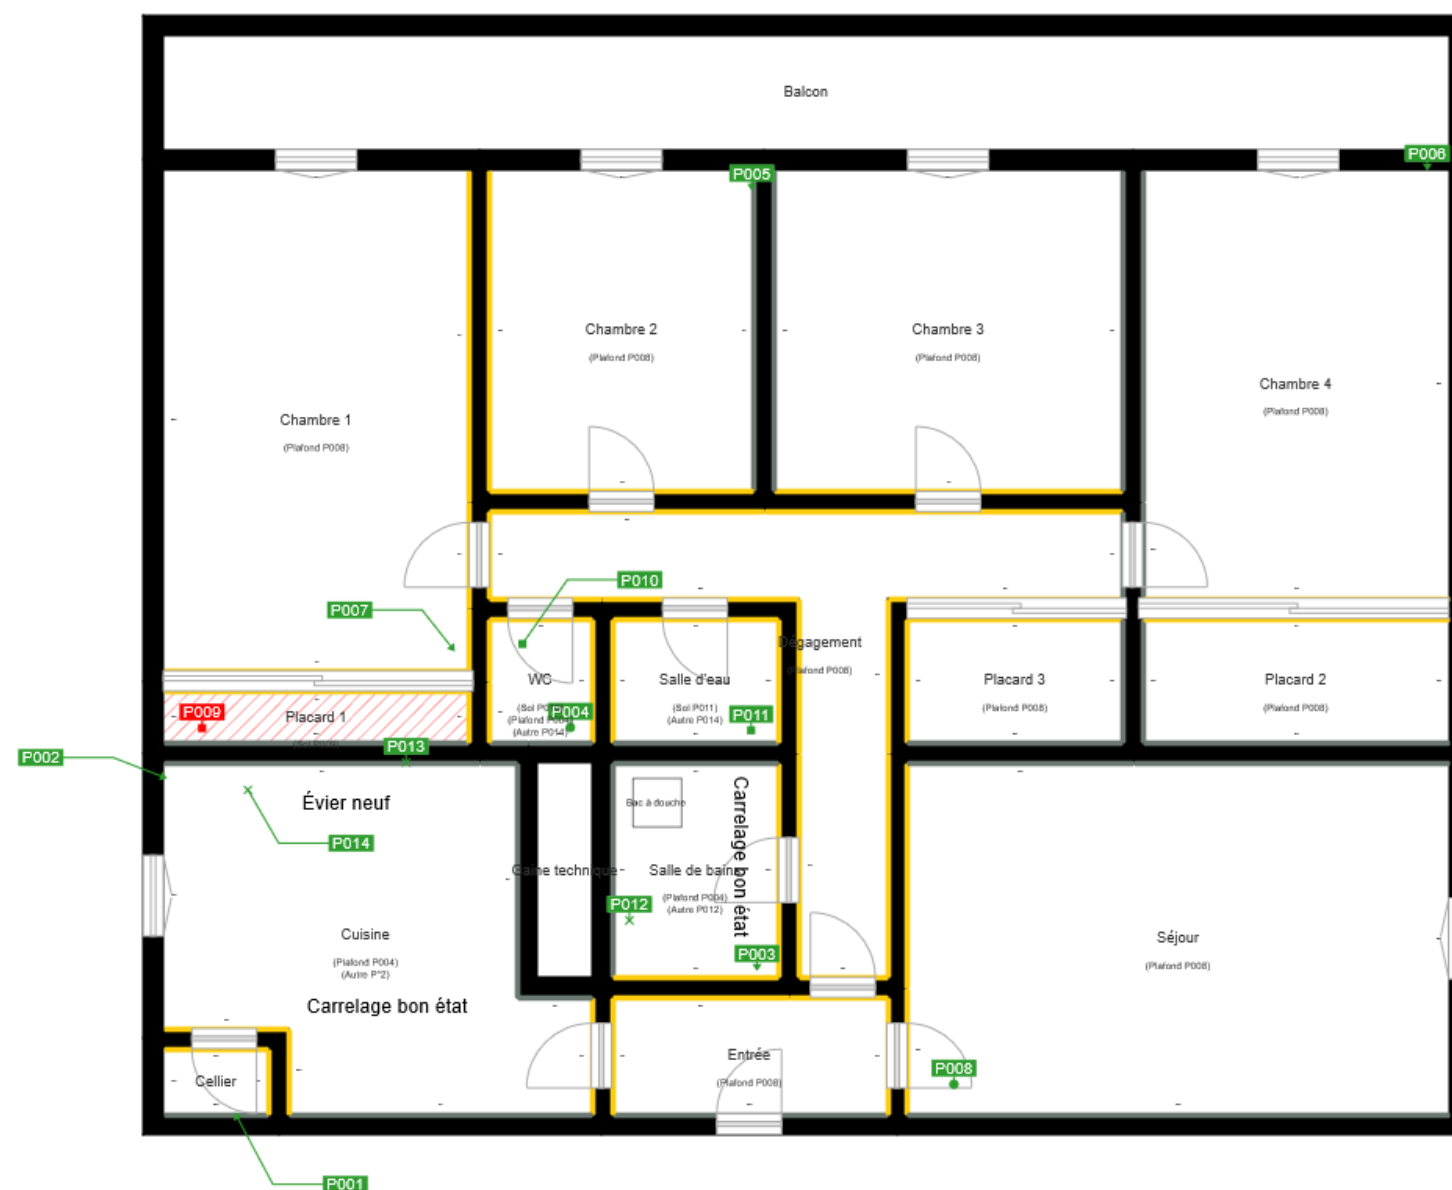 Balcon
P006
P005
Chambre 2
(Plafond P008)
Chambre 3
(Plafond P008)
Chambre 4
(Plafond P008)
Chambre 1
(Plafond P008)
P010
P007
Dégagement
(Plafond P008)
WC
(Plafond P004)
(Autre P014)
P004
Salle d'eau
(Sol P011)
(Autre P014)
P011
Placard 3
(Plafond P008)
Placard 2
(Plafond P008)
P009
Placard 1
P013
P002
Évier neuf
P014
Bac à douche
Carrelage bon état
Gaine technique
Salle de bains
(Plafond P004)
(Autre P012)
P012
P003
Cuisine
(Plafond P004)
Carrelage bon état
Séjour
(Plafond P008)
Entrée
(Plafond P008)
P008
Cellier
P001